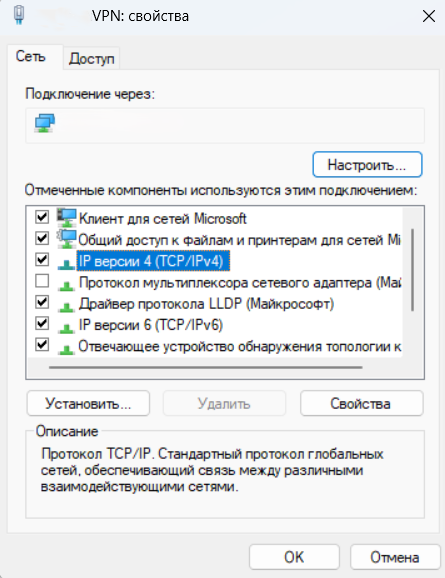 VPN: свойства
Сеть
Доступ
Подключение через:
Настроить...
Отмеченные компоненты используются этим подключением:
Клиент для сетей Microsoft
Общий доступ к файлам и принтерам для сетей Mi
IP версии 4 (TCP/IPv4)
Протокол мультиплексора сетевого адаптера (Май
Драйвер протокола LLDP (Майкрософт)
IP версии 6 (TCP/IPv6)
Отвечающее устройство обнаружения топологии к
Установить...
Удалить
Свойства
Описание
Протокол TCP/IP. Стандартный протокол глобальных
сетей, обеспечивающий связь между различными
взаимодействующими сетями.
ОК
Отмена